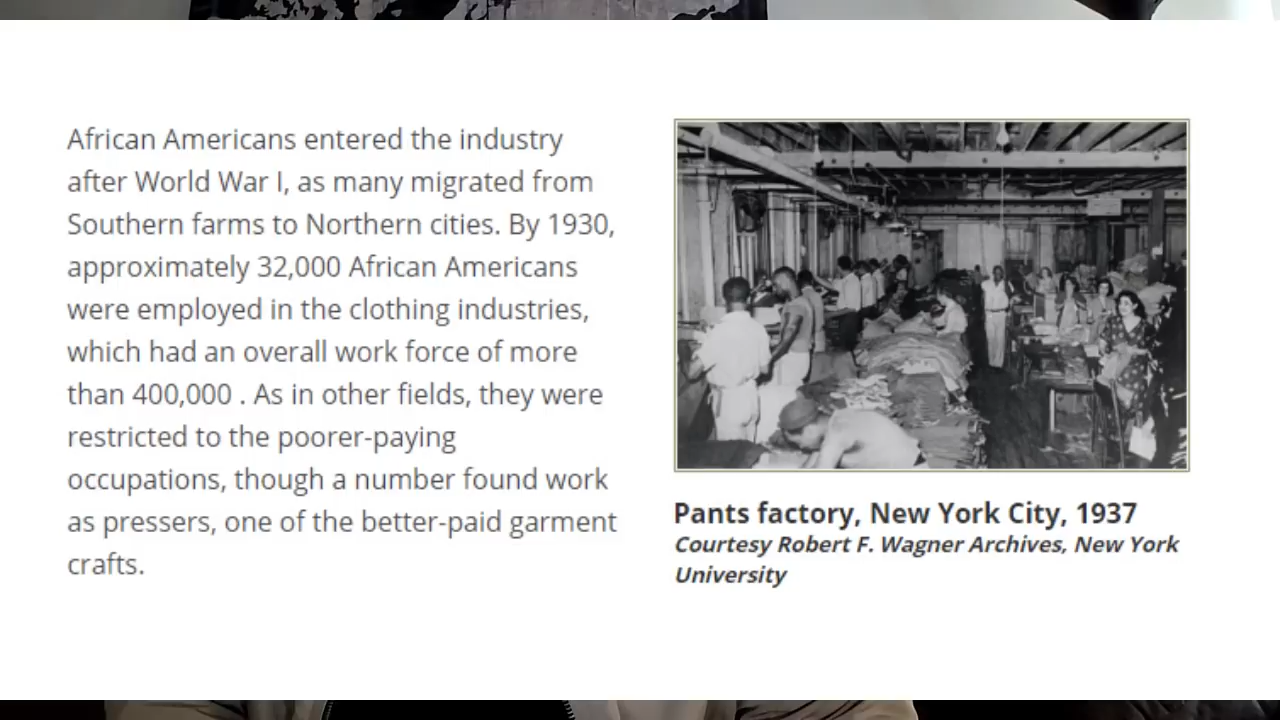 African Americans entered the industry
after World War I, as many migrated from
Southern farms to Northern cities. By 1930,
approximately 32,000 African Americans
were employed in the clothing industries,
which had an overall work force of more
than 400,000 . As in other fields, they were
restricted to the poorer-paying
occupations, though a number found work
as pressers, one of the better-paid garment
crafts.
Pants factory, New York City, 1937
Courtesy Robert F. Wagner Archives, New York
University